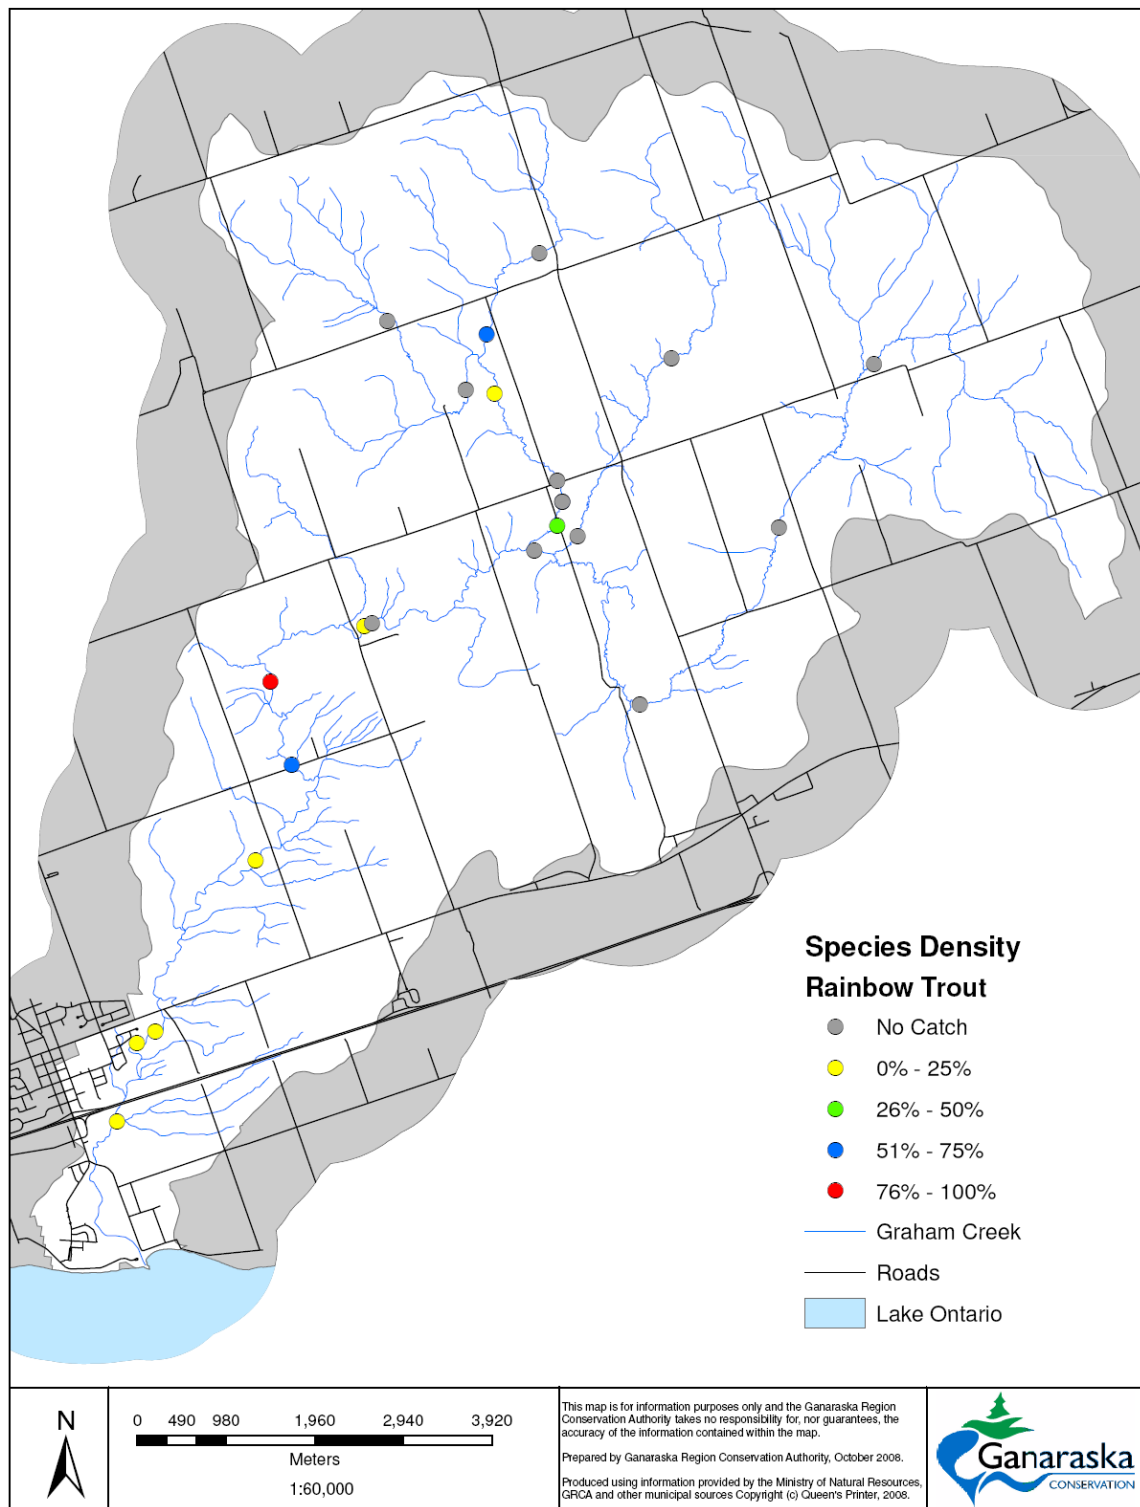 Species Density
Rainbow Trout
No Catch
0% - 25%
26% - 50%
51% - 75%
76% - 100%
Graham Creek
Roads
Lake Ontario
N
0 490 980 1,960 2,940 3,920
Meters
1:60,000
This map is for information purposes only and the Ganaraska Region
Conservation Authority takes no responsibility for, nor guarantees, the
accuracy of the information contained within the map.
Prepared by Ganaraska Region Conservation Authority, October 2008.
Produced using information provided by the Ministry of Natural Resources,
GRCA and other municipal sources Copyright (c) Queen's Printer, 2008.
Ganaraska
CONSERVATION